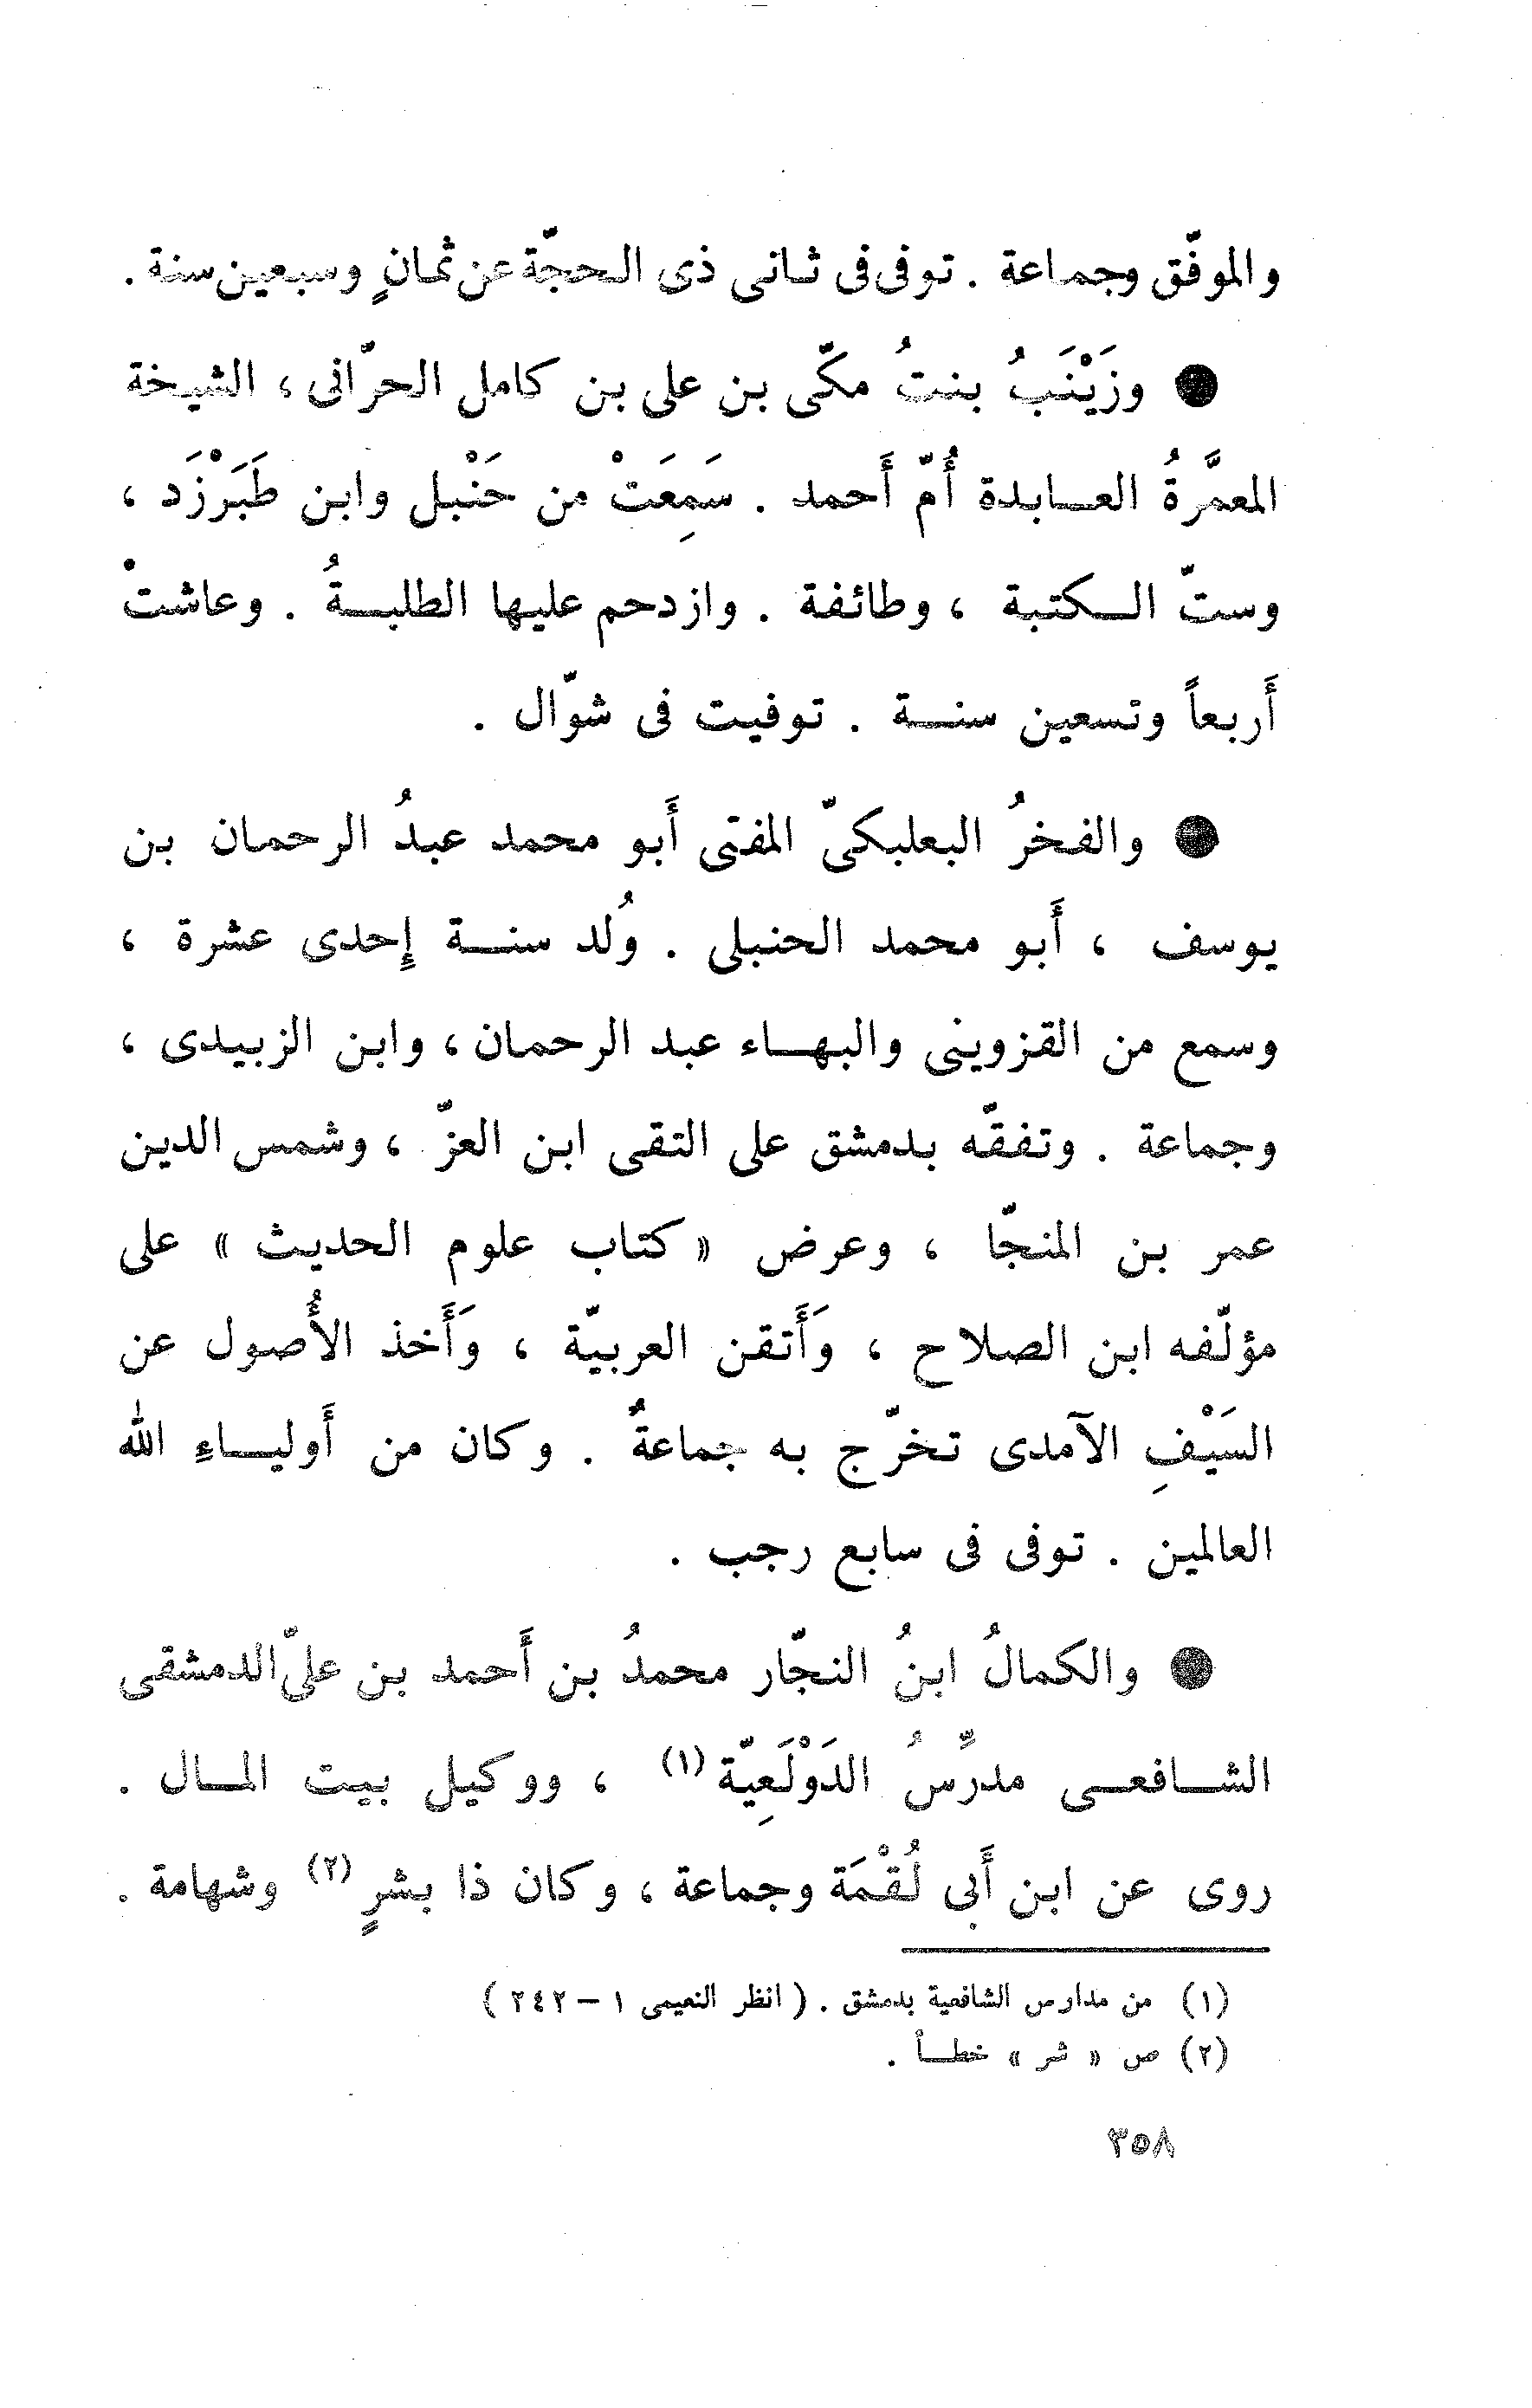 والموفّق وجماعة . توفى فى ثانى ذى الحجّة عن ثمانٍ وسبعين سنة .
● وزَيْنَبُ بنتُ مكّى بن على بن كامل الحرّانى ، الشيخة
المعمَّرةُ العابدة أُمّ أَحمد . سَمِعَتْ من حَنْبل وابن طَبَرْزَد ،
وستّ الكتبة ، وطائفة . وازدحم عليها الطلبةُ . وعاشتْ
أَربعاً وتسعين سنة . توفيت فى شوّال .
● والفخرُ البعلبكىّ المفتى أَبو محمد عبدُ الرحمان بن
يوسف ، أَبو محمد الحنبلى . وُلد سنة إِحدى عشرة ،
وسمع من القزوينى والبهاء عبد الرحمان ، وابن الزبيدى ،
وجماعة . وتفقّه بدمشق على التقى ابن العزّ ، وشمس الدين
عمر بن المنجّا ، وعرض « كتاب علوم الحديث » على
مؤلّفه ابن الصلاح ، وَأَتقن العربيّة ، وَأَخذ الأُصول عن
السَيْفِ الآمدى تخرّج به جماعةٌ . وكان من أَولياءِ الله
العالمين . توفى فى سابع رجب .
● والكمالُ ابنُ النجّار محمدُ بن أَحمد بن علىّ الدمشقى
الشافعى مدرِّسُ الدَوْلَعِيّة (١) ، ووكيل بيت المال .
روى عن ابن أَبى لُقْمَة وجماعة ، وكان ذا بشرٍ (٢) وشهامة .
(١) من مدارس الشافعية بدمشق . ( انظر النعيمى ١ – ٢٤٢ )
(٢) ص « ثر » خطأ .
٣٥٨